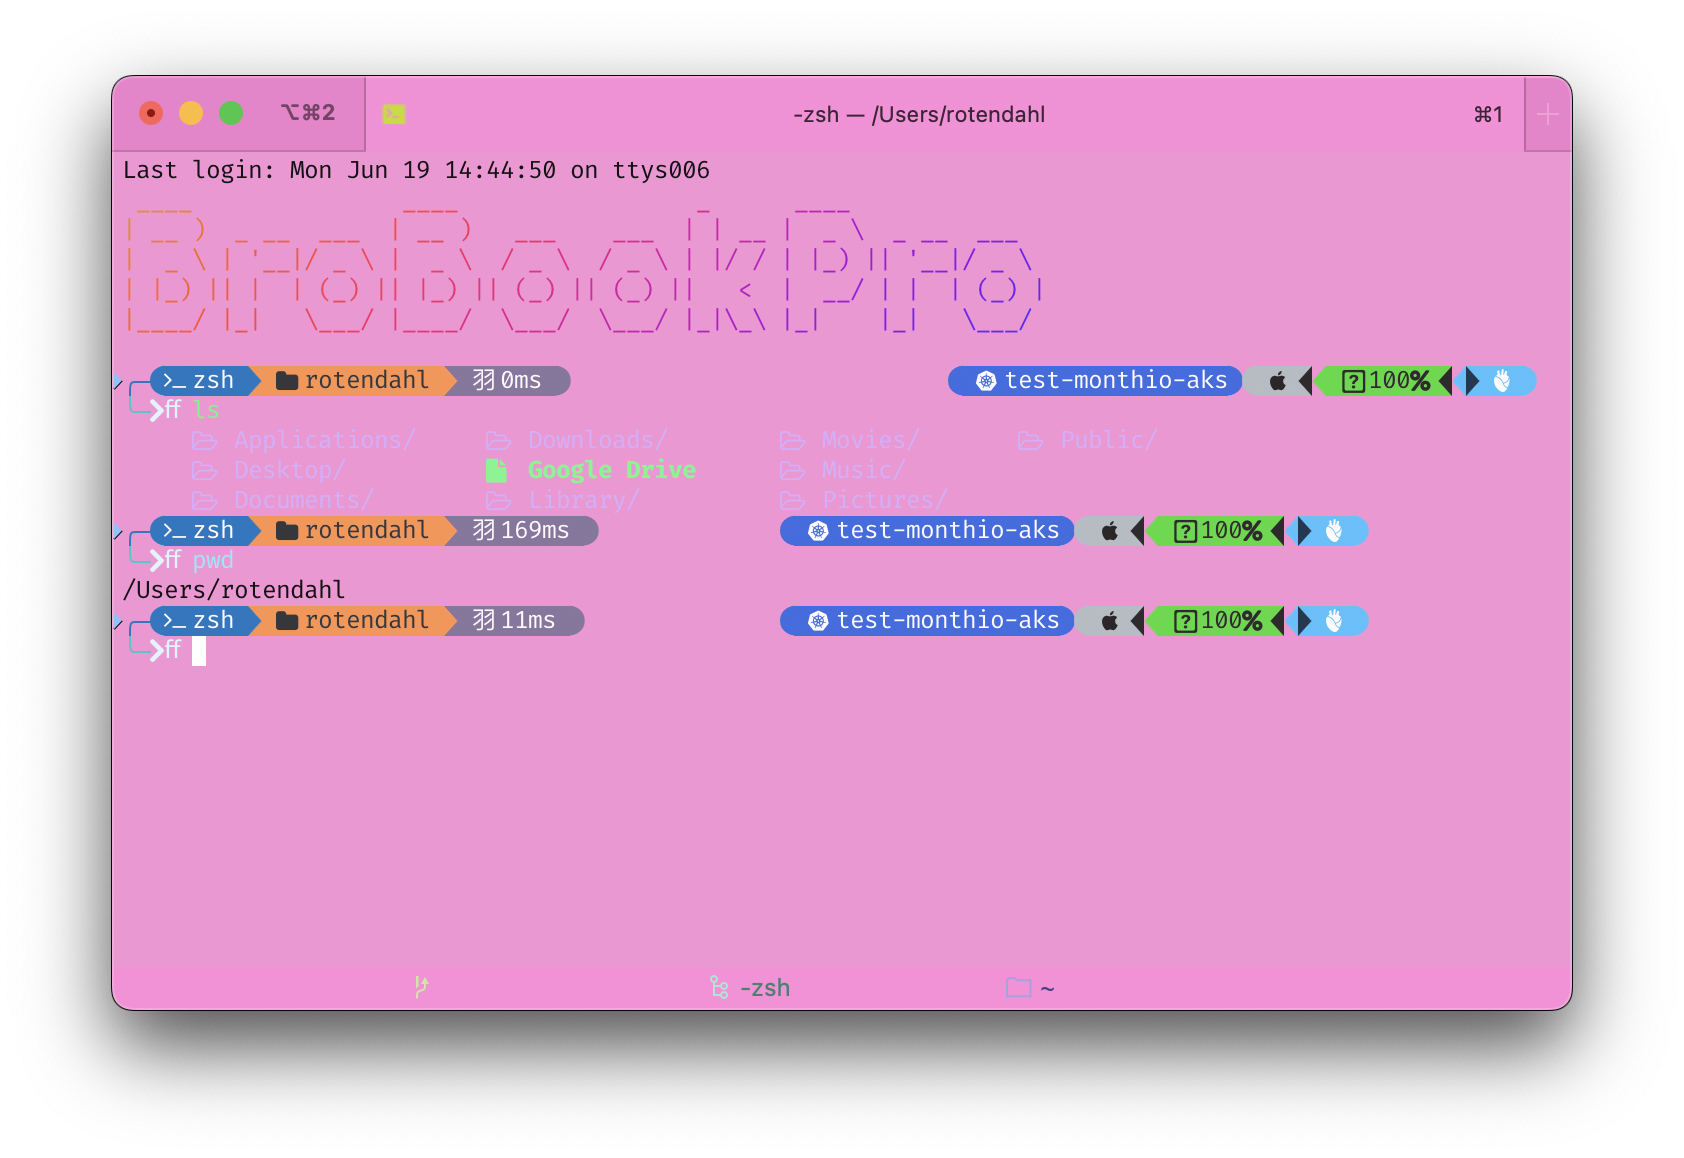 ⌥⌘2 -zsh — /Users/rotendahl ⌘1
Last login: Mon Jun 19 14:44:50 on ttys006
BroBookPro
zsh rotendahl 0ms test-monthio-aks 100%
ff ls
Applications/ Downloads/ Movies/ Public/
Desktop/ Google Drive Music/
Documents/ Library/ Pictures/
zsh rotendahl 169ms test-monthio-aks 100%
ff pwd
/Users/rotendahl
zsh rotendahl 11ms test-monthio-aks 100%
ff
-zsh ~